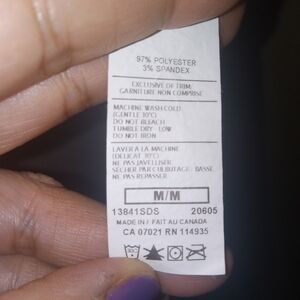 97% POLYESTER
3% SPANDEX
EXCLUSIVE OF TRIM
GARNITURE NON COMPRISE
MACHINE WASH COLD
(GENTLE 30°C)
DO NOT BLEACH
TUMBLE DRY LOW
DO NOT IRON
LAVER A LA MACHINE
(DELICAT 30°C)
NE PAS JAVELLISER
SECHER PAR CULBUTAGE BASSE
NE PAS REPASSER
M/M
13841SDS 20605
MADE IN / FAIT AU CANADA
CA 07021 RN 114935